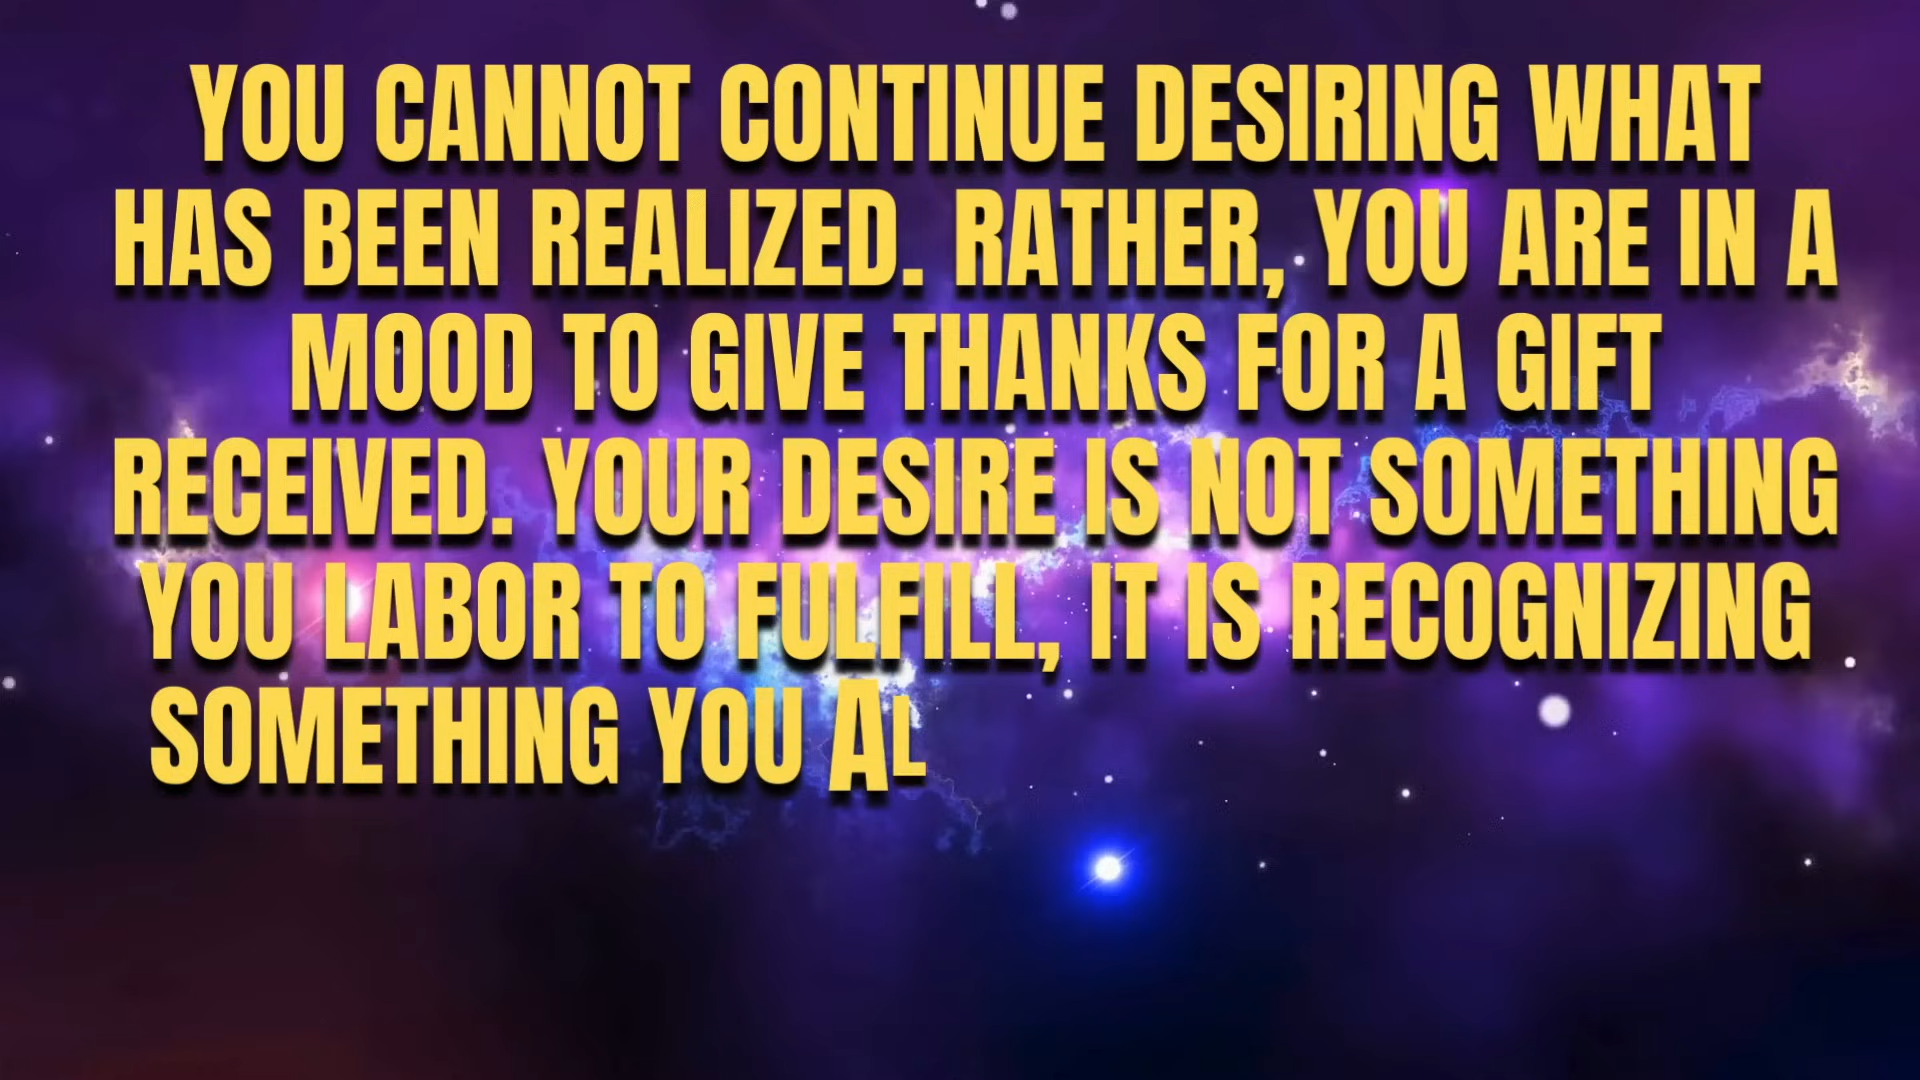 YOU CANNOT CONTINUE DESIRING WHAT
HAS BEEN REALIZED. RATHER, YOU ARE IN A
MOOD TO GIVE THANKS FOR A GIFT
RECEIVED. YOUR DESIRE IS NOT SOMETHING
YOU LABOR TO FULFILL, IT IS RECOGNIZING
SOMETHING YOU AL